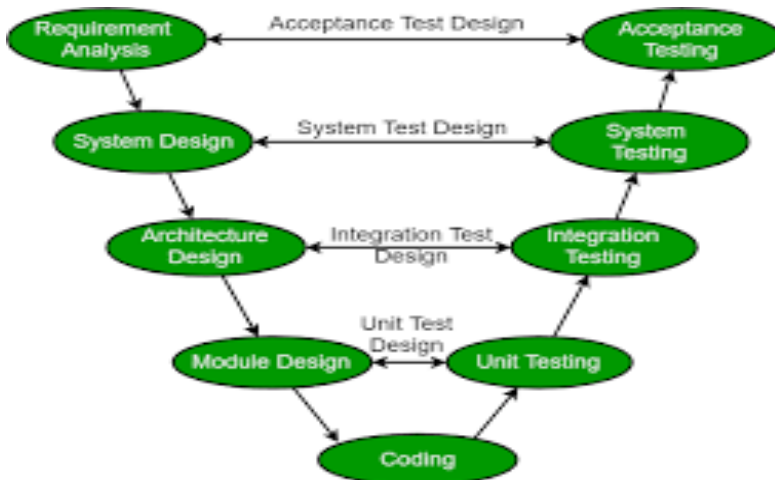 Requirement
Analysis
Acceptance Test Design
Acceptance
Testing
System Design
System Test Design
System
Testing
Architecture
Design
Integration Test
Design
Integration
Testing
Module Design
Unit Test
Design
Unit Testing
Coding